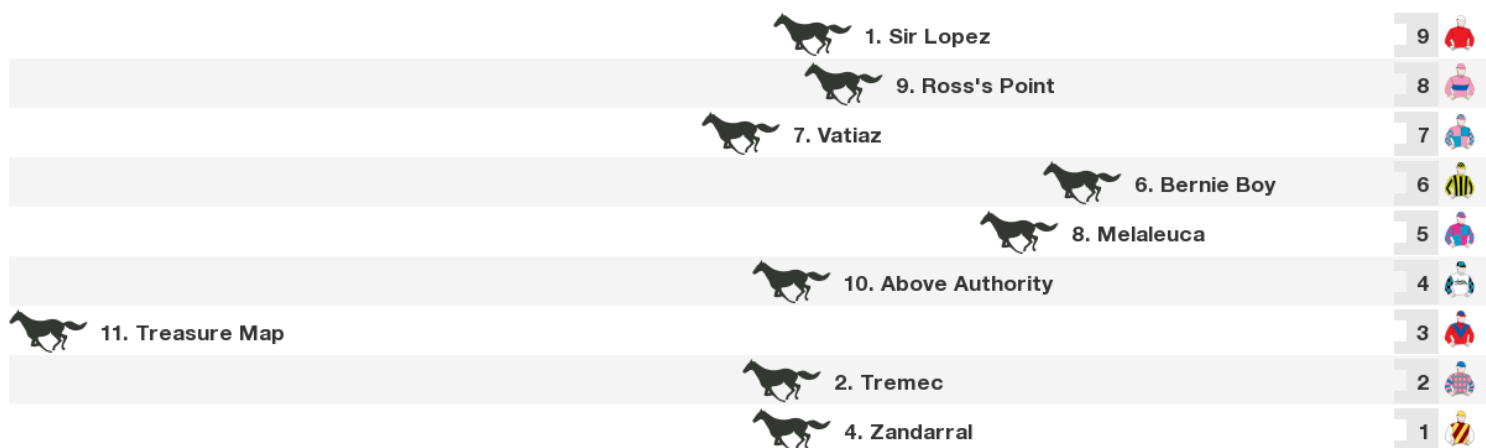 1. Sir Lopez 9
9. Ross's Point 8
7. Vatiaz 7
6. Bernie Boy 6
8. Melaleuca 5
10. Above Authority 4
11. Treasure Map 3
2. Tremec 2
4. Zandarral 1